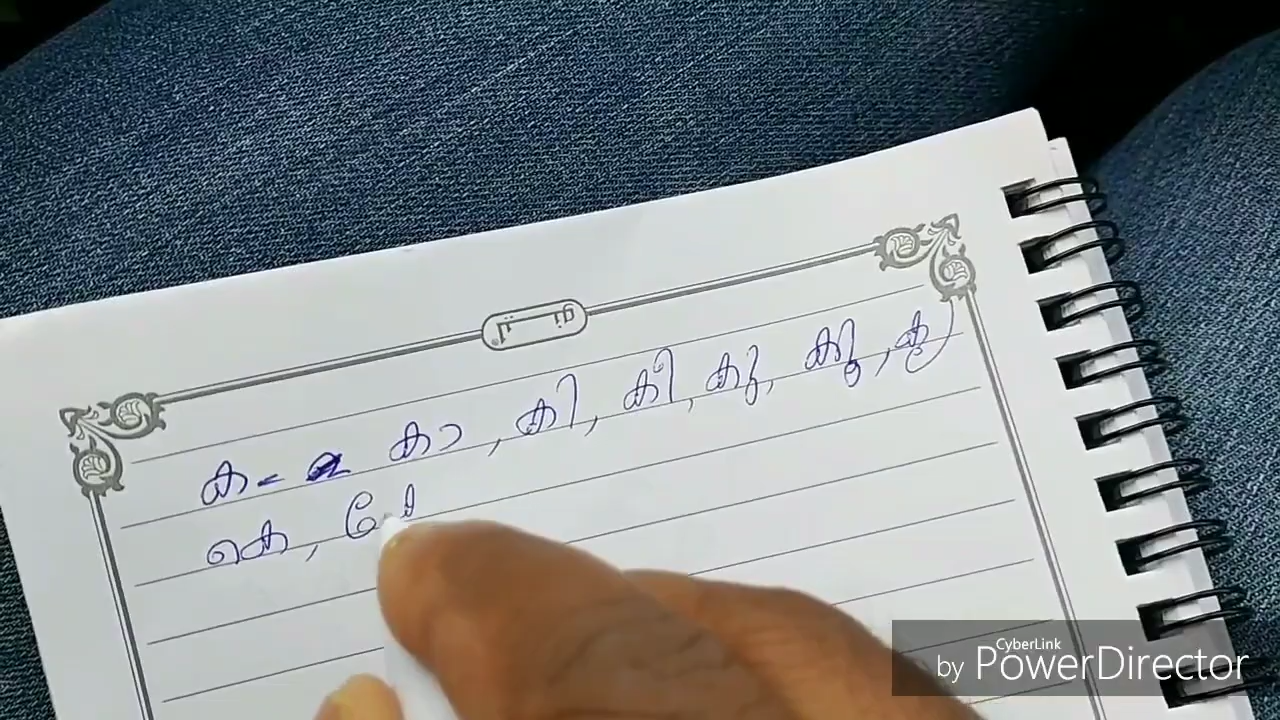 ക - കാ, കി, കീ, കു, കൂ, കൃ
കെ, കേ
CyberLink
by PowerDirector